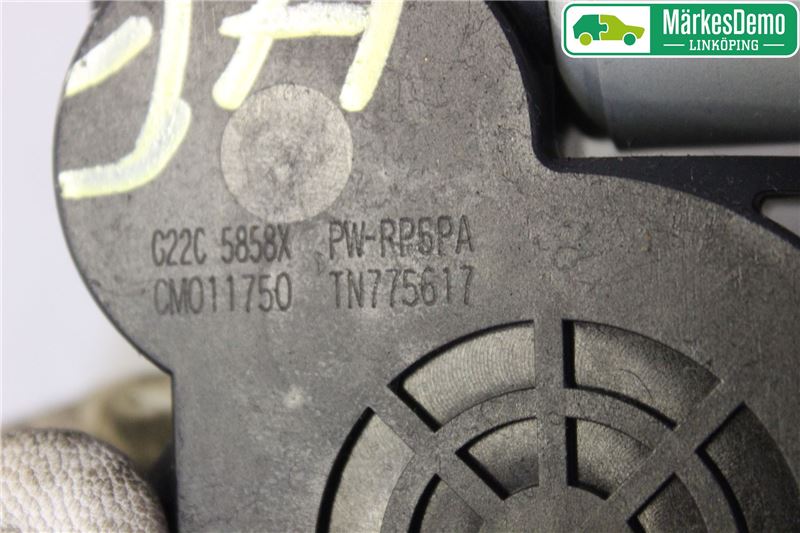 MärkesDemo
LINKÖPING
G22C 5858X PW-RP5PA
CM011750 TN775617